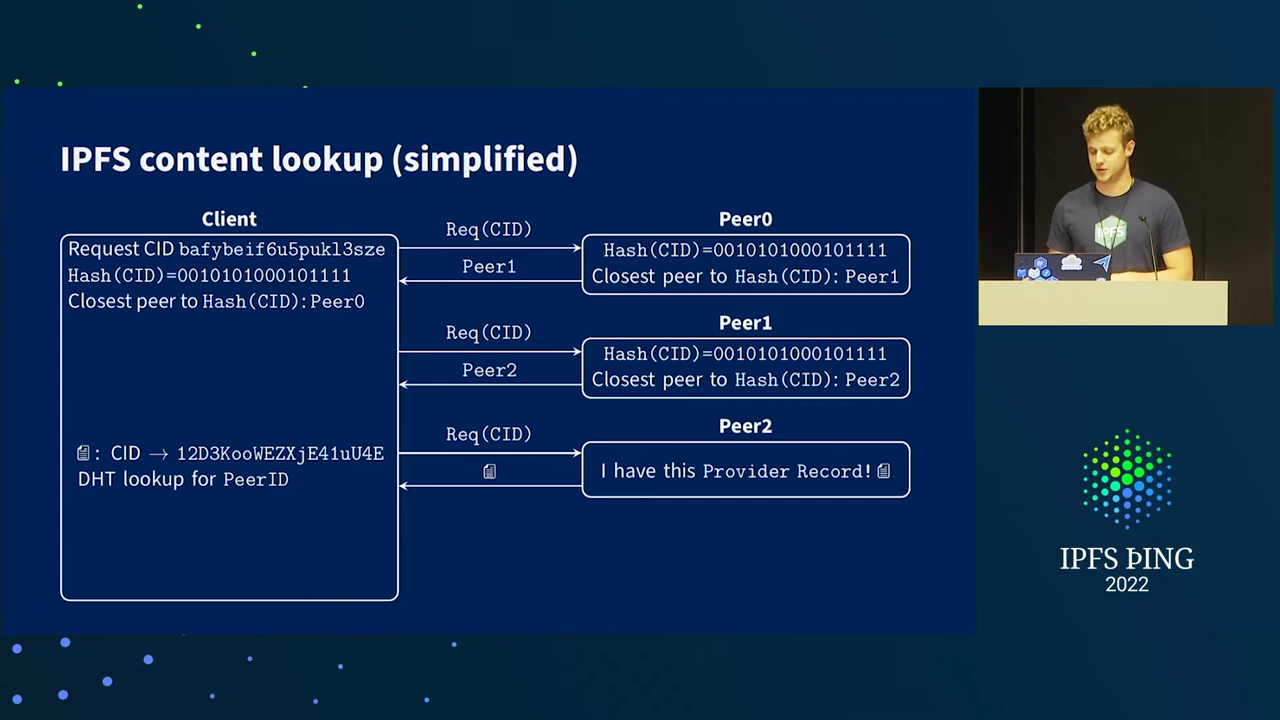 IPFS content lookup (simplified)
Client
Request CID bafybeif6u5pukl3sze
Hash(CID)=0010101000101111
Closest peer to Hash(CID): Peer0
Req(CID)
Peer1
Peer0
Hash(CID)=0010101000101111
Closest peer to Hash(CID): Peer1
Req(CID)
Peer2
Peer1
Hash(CID)=0010101000101111
Closest peer to Hash(CID): Peer2
: CID → 12D3KooWEZXjE41uU4E
DHT lookup for PeerID
Req(CID)
Peer2
I have this Provider Record!
IPFS
IPFS ÞING
2022